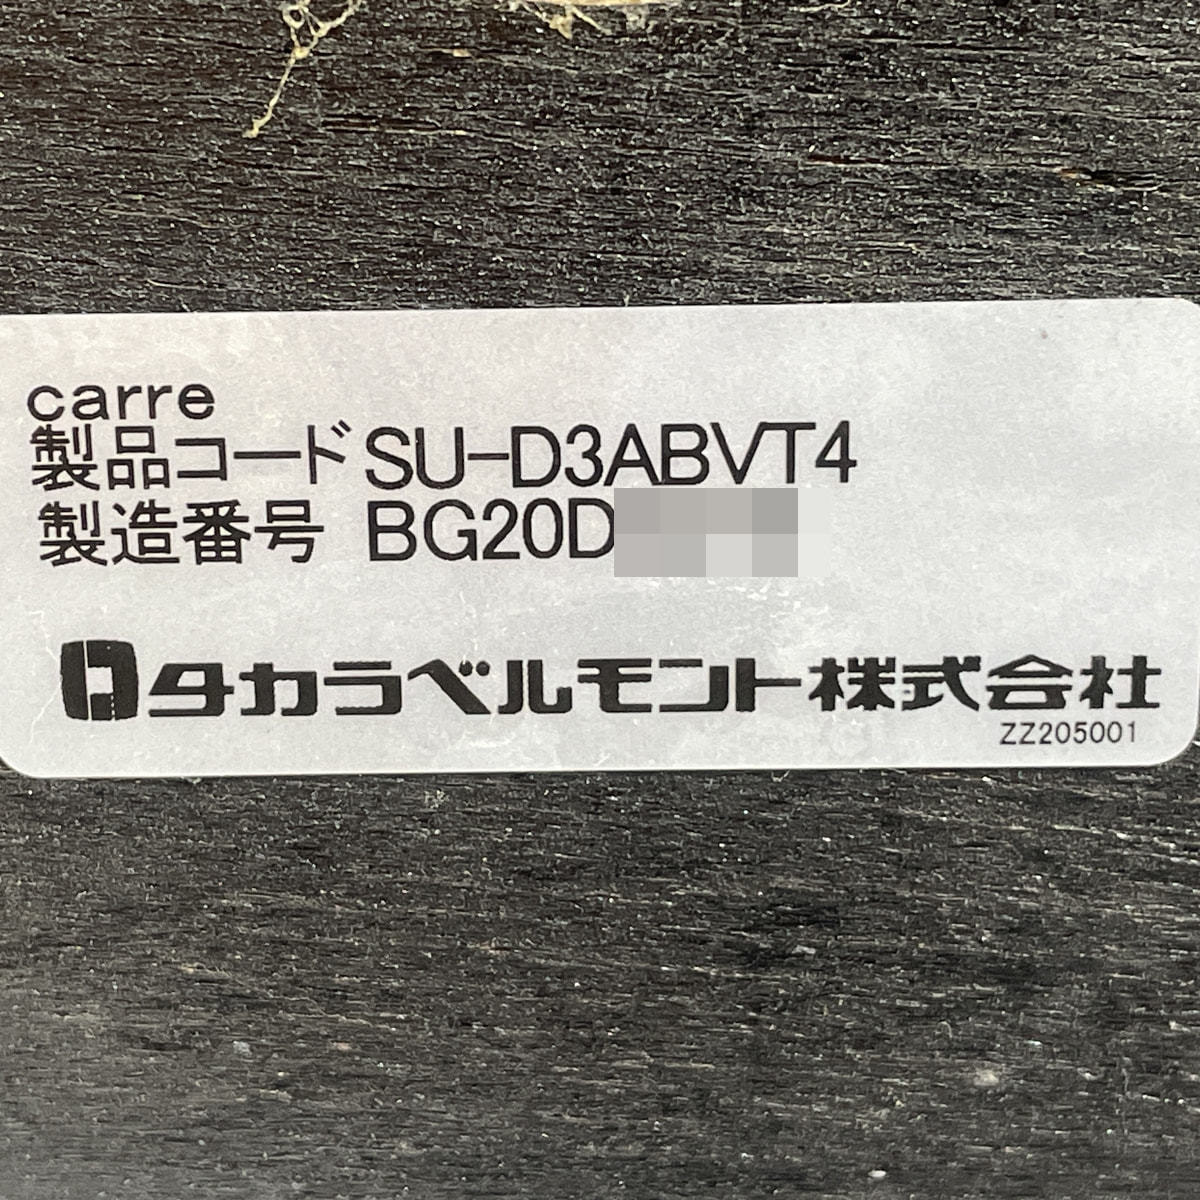 carre
製品コード SU-D3ABVT4
製造番号 BG20D
タカラベルモント株式会社
ZZ205001